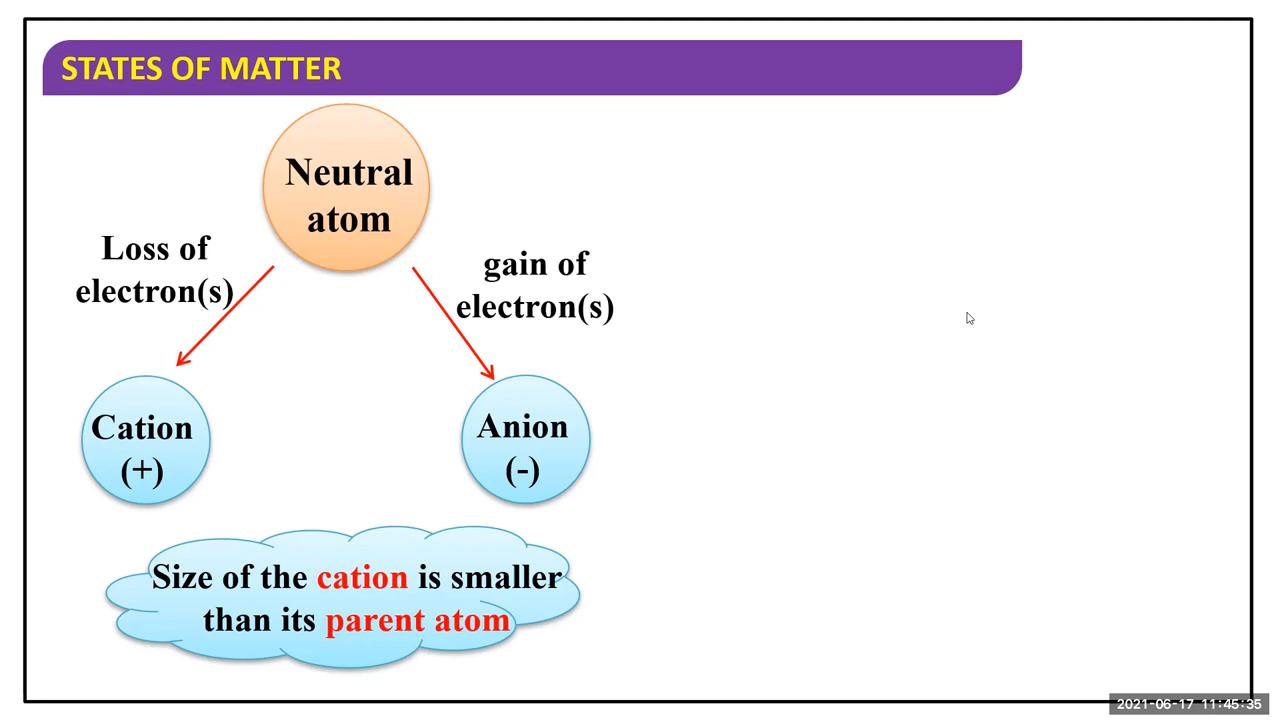 STATES OF MATTER
Neutral
atom
Loss of
electron(s)
gain of
electron(s)
Cation
(+)
Anion
(-)
Size of the cation is smaller
than its parent atom
2021-06-17 11:45:35